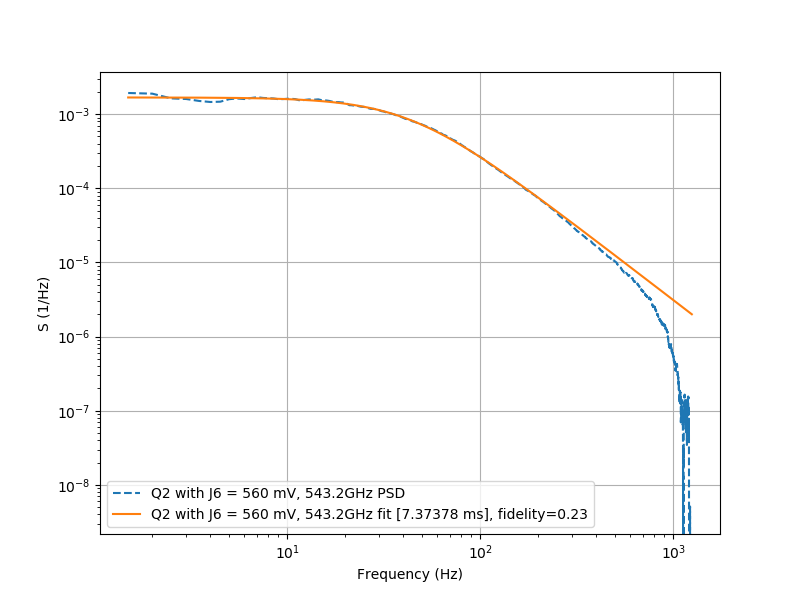 S (1/Hz)
10⁻³
10⁻⁴
10⁻⁵
10⁻⁶
10⁻⁷
10⁻⁸
Q2 with J6 = 560 mV, 543.2GHz PSD
Q2 with J6 = 560 mV, 543.2GHz fit [7.37378 ms], fidelity=0.23
10¹ 10² 10³
Frequency (Hz)